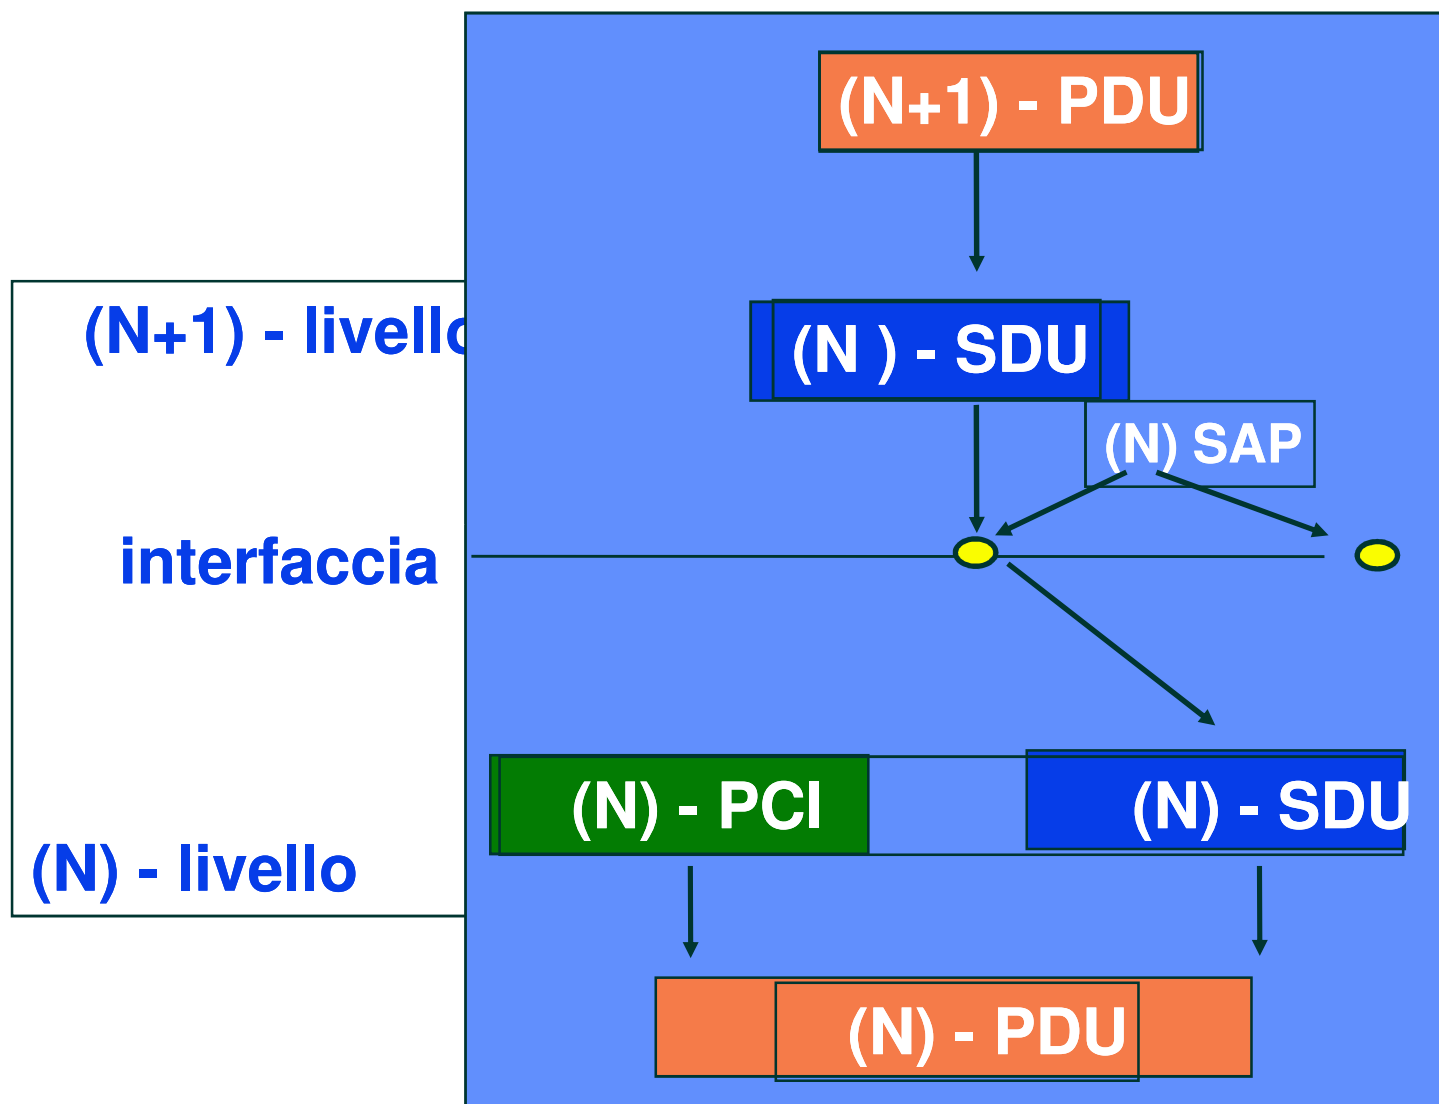 (N+1) - PDU
(N+1) - livello
(N ) - SDU
(N) SAP
interfaccia
(N) - PCI
(N) - SDU
(N) - livello
(N) - PDU